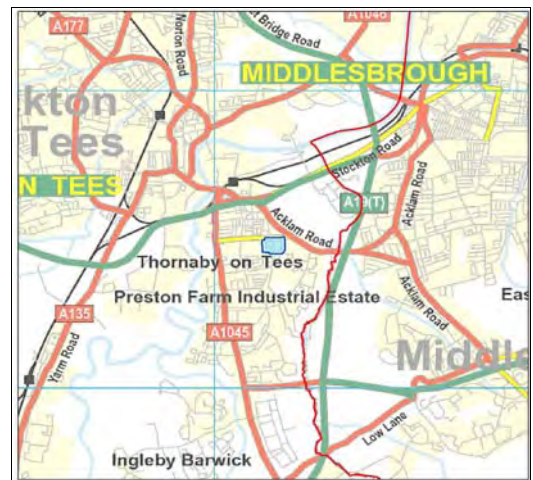 A177
Norton Road
Bridge Road
A1046
MIDDLESBROUGH
kton
Tees
N TEES
Stockton Road
A19(T)
Acklam Road
Acklam Road
Thornaby on Tees
Preston Farm Industrial Estate
Eas
Acklam Road
A135
A1045
Yarm Road
Middle
Low Lane
Ingleby Barwick